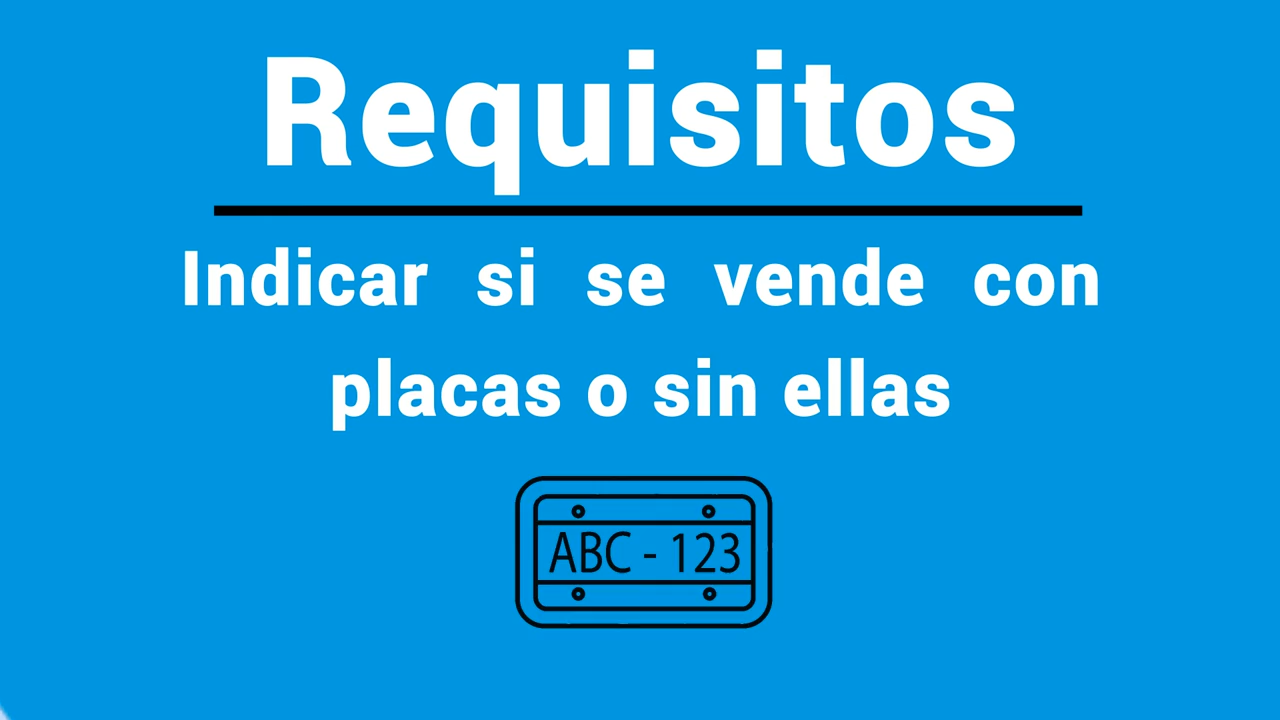 Requisitos
Indicar si se vende con
placas o sin ellas
ABC - 123